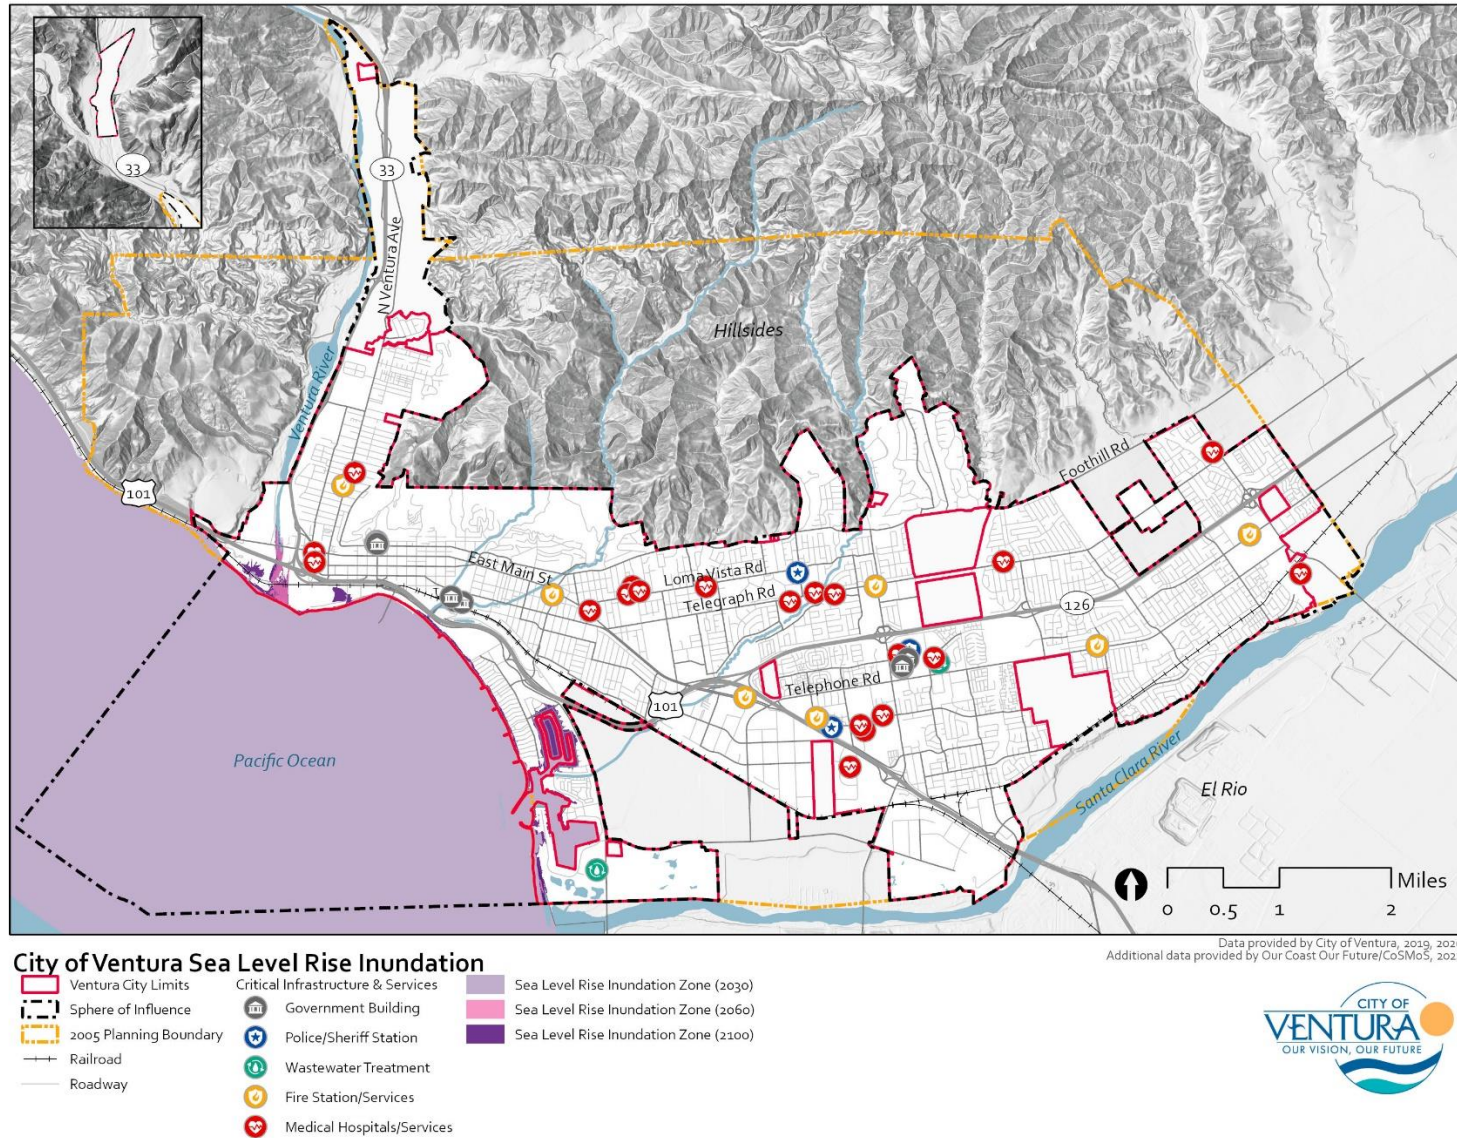 33
33
N Ventura Ave
Hillsides
Ventura River
Foothill Rd
101
East Main St
Loma Vista Rd
Telegraph Rd
126
Telephone Rd
101
Pacific Ocean
Santa Clara River
El Rio
Miles
0 0.5 1 2
City of Ventura Sea Level Rise Inundation
Data provided by City of Ventura, 2019,
Additional data provided by Our Coast Our Future/CoSMoS,
Ventura City Limits
Sphere of Influence
2005 Planning Boundary
Railroad
Roadway
Critical Infrastructure & Services
Government Building
Police/Sheriff Station
Wastewater Treatment
Fire Station/Services
Medical Hospitals/Services
Sea Level Rise Inundation Zone (2030)
Sea Level Rise Inundation Zone (2060)
Sea Level Rise Inundation Zone (2100)
CITY OF
VENTURA
OUR VISION, OUR FUTURE